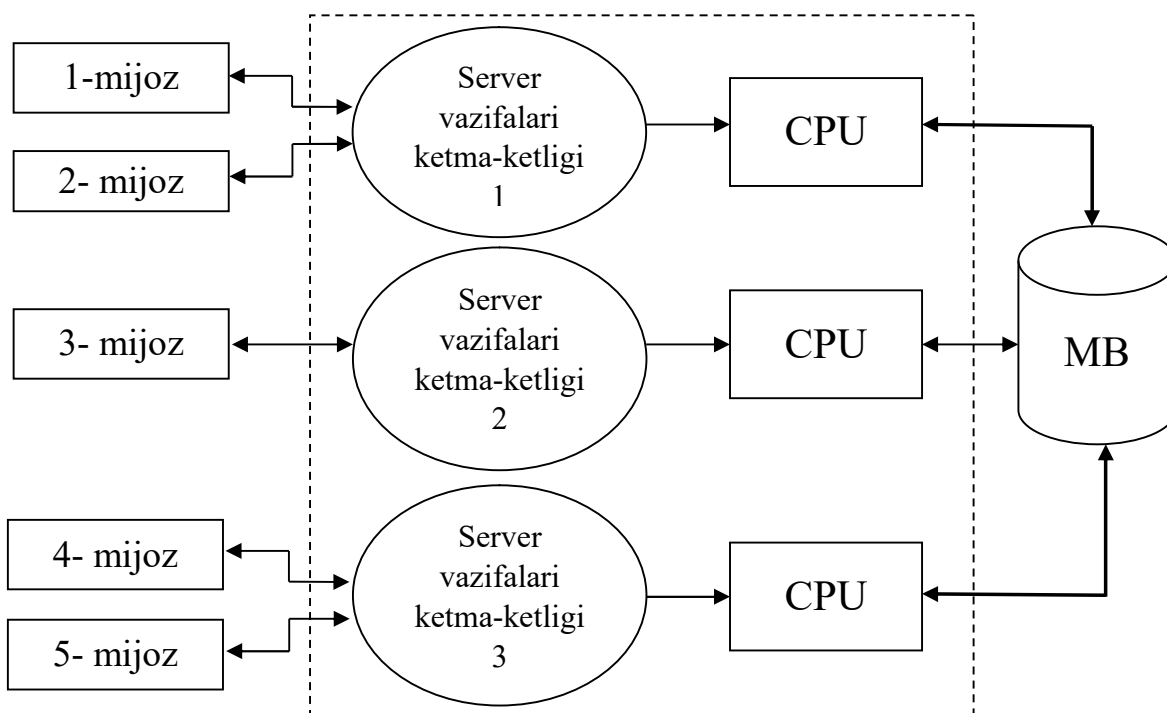 1-mijoz
2- mijoz
Server
vazifalari
ketma-ketligi
1
CPU
3- mijoz
Server
vazifalari
ketma-ketligi
2
CPU
MB
4- mijoz
5- mijoz
Server
vazifalari
ketma-ketligi
3
CPU